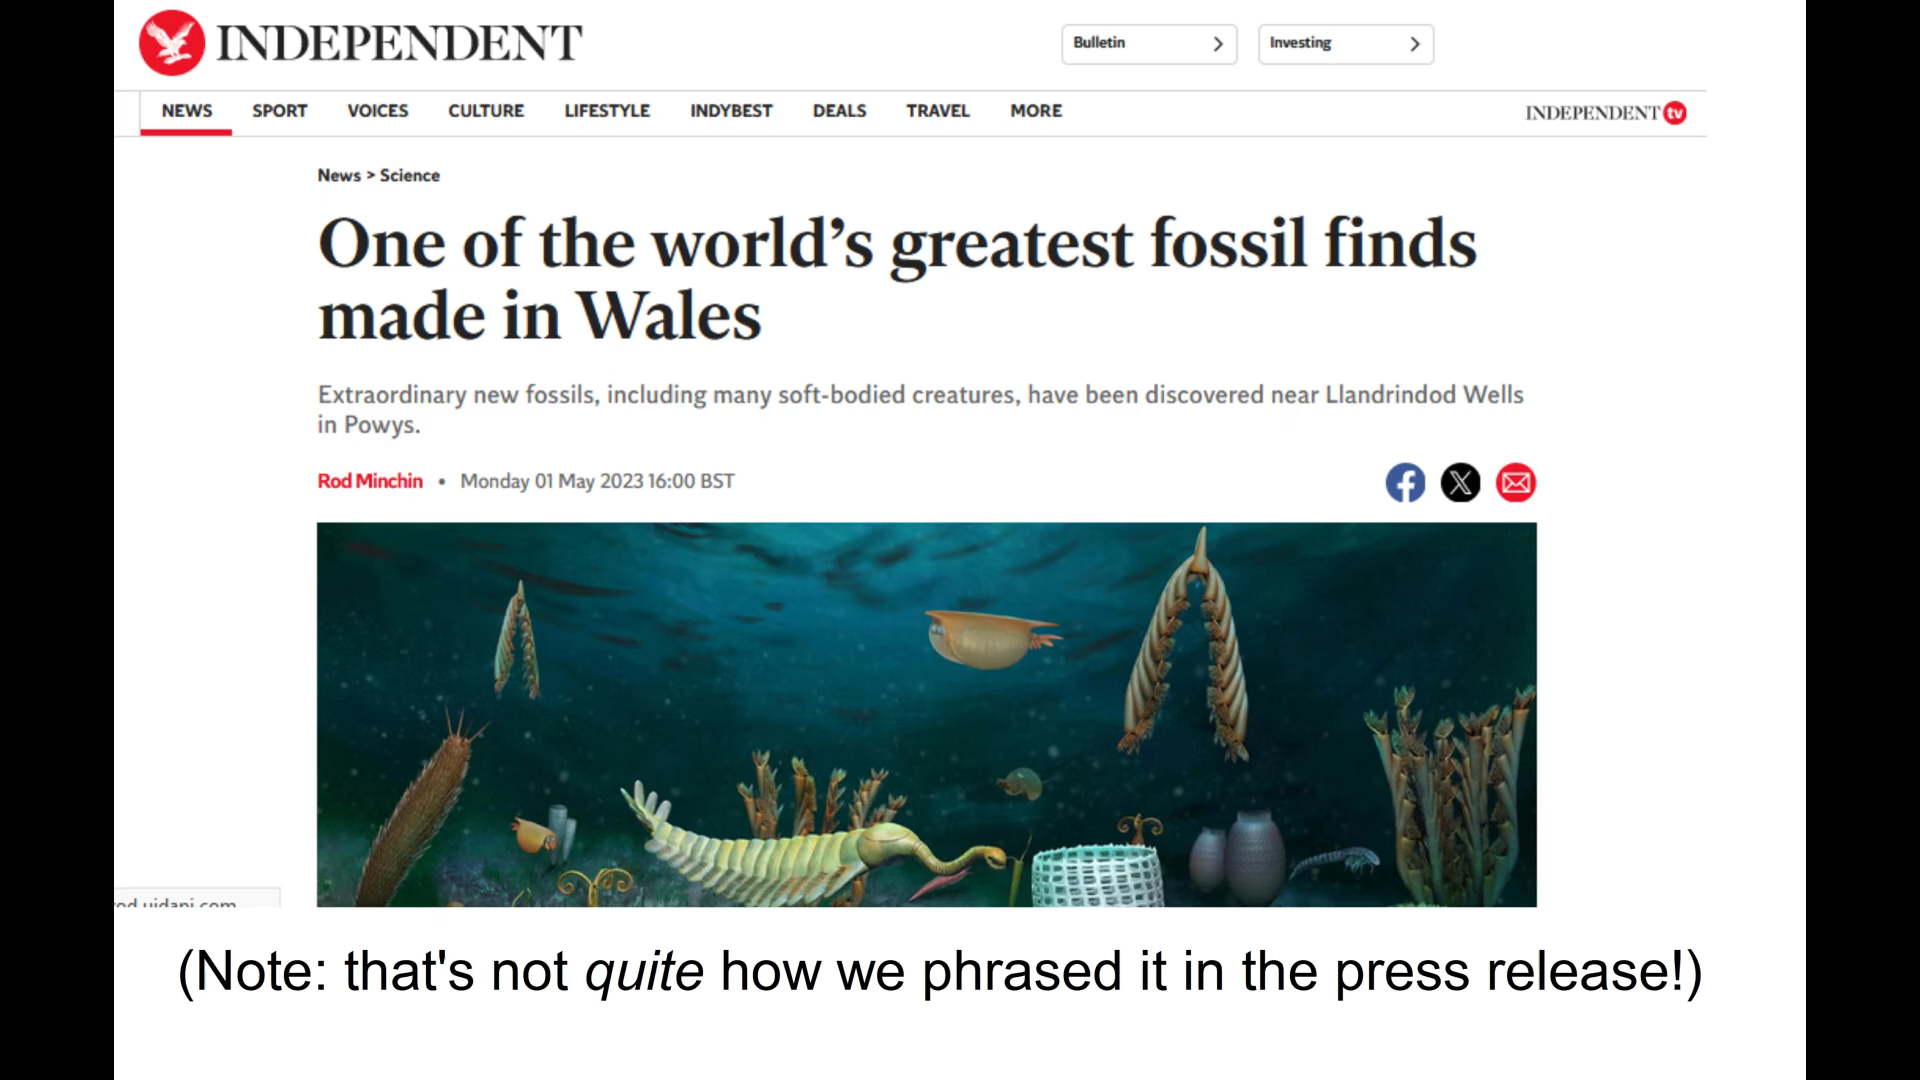 INDEPENDENT
Bulletin
Investing
NEWS SPORT VOICES CULTURE LIFESTYLE INDYBEST DEALS TRAVEL MORE
INDEPENDENT tv
News > Science
One of the world’s greatest fossil finds
made in Wales
Extraordinary new fossils, including many soft-bodied creatures, have been discovered near Llandrindod Wells
in Powys.
Rod Minchin • Monday 01 May 2023 16:00 BST
(Note: that's not quite how we phrased it in the press release!)